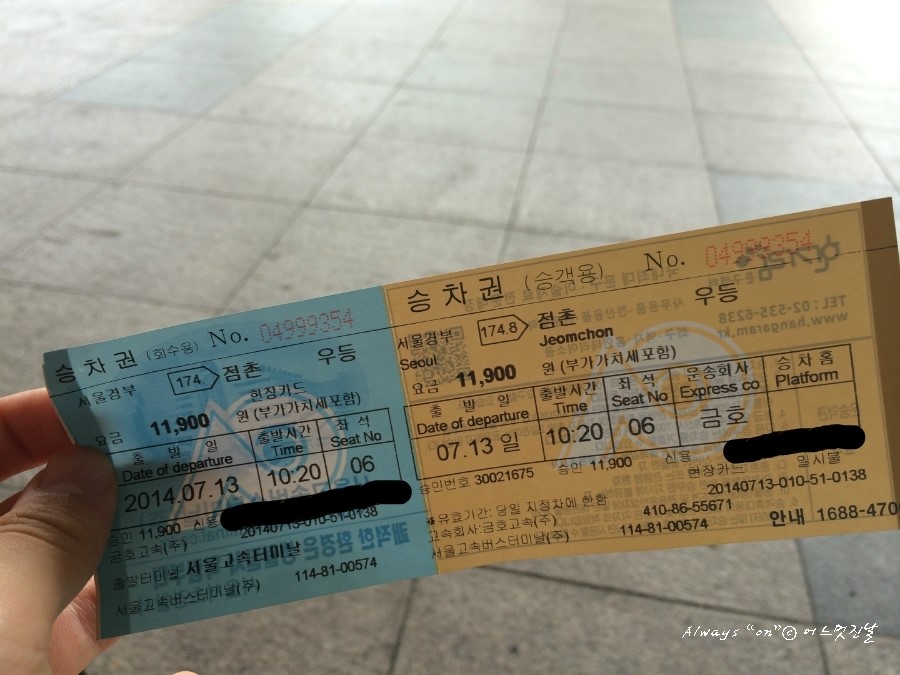 승차권 (회수용) No. 04999354
서울경부 174. 점촌 우등
현장카드
요금 11,900 원 (부가가치세포함)
출발일 출발시간 좌석
Date of departure Time Seat No
2014.07.13 10:20 06
승인 11,900 신용
금호고속(주) 20140713-010-51-0138
출발터미널 서울고속터미날
114-81-00574
서울고속버스터미날(주)
승차권 (승객용) No. 04999354
서울경부 174.8 점촌 우등
Seoul Jeomchon
요금 11,900 원 (부가가치세포함)
출발일 출발시간 좌석 운송회사 승차홈
Date of departure Time Seat No Express co Platform
07.13 일 10:20 06 금호
승인번호 30021675 승인 11,900 신용
현장카드 일시불
20140713-010-51-0138
유효기간: 당일 지정차에 한함
고속회사:금호고속(주) 410-86-55671
서울고속버스터미날(주) 114-81-00574
안내 1688-470
TEL: 02-535-6238
www.hangaram.kr
Always "on"ⓒ 어느멋진날